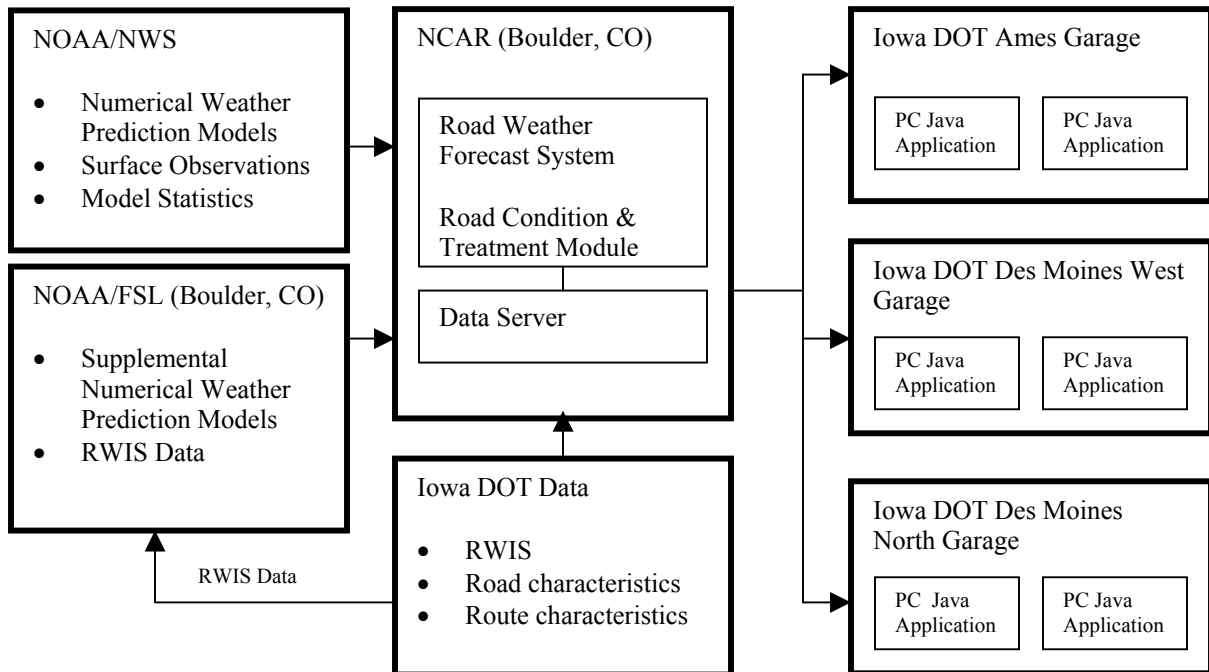 NOAA/NWS
• Numerical Weather
Prediction Models
• Surface Observations
• Model Statistics
NOAA/FSL (Boulder, CO)
• Supplemental
Numerical Weather
Prediction Models
• RWIS Data
RWIS Data
NCAR (Boulder, CO)
Road Weather
Forecast System
Road Condition &
Treatment Module
Data Server
Iowa DOT Data
• RWIS
• Road characteristics
• Route characteristics
Iowa DOT Ames Garage
PC Java
Application
PC Java
Application
Iowa DOT Des Moines West
Garage
PC Java
Application
PC Java
Application
Iowa DOT Des Moines
North Garage
PC Java
Application
PC Java
Application